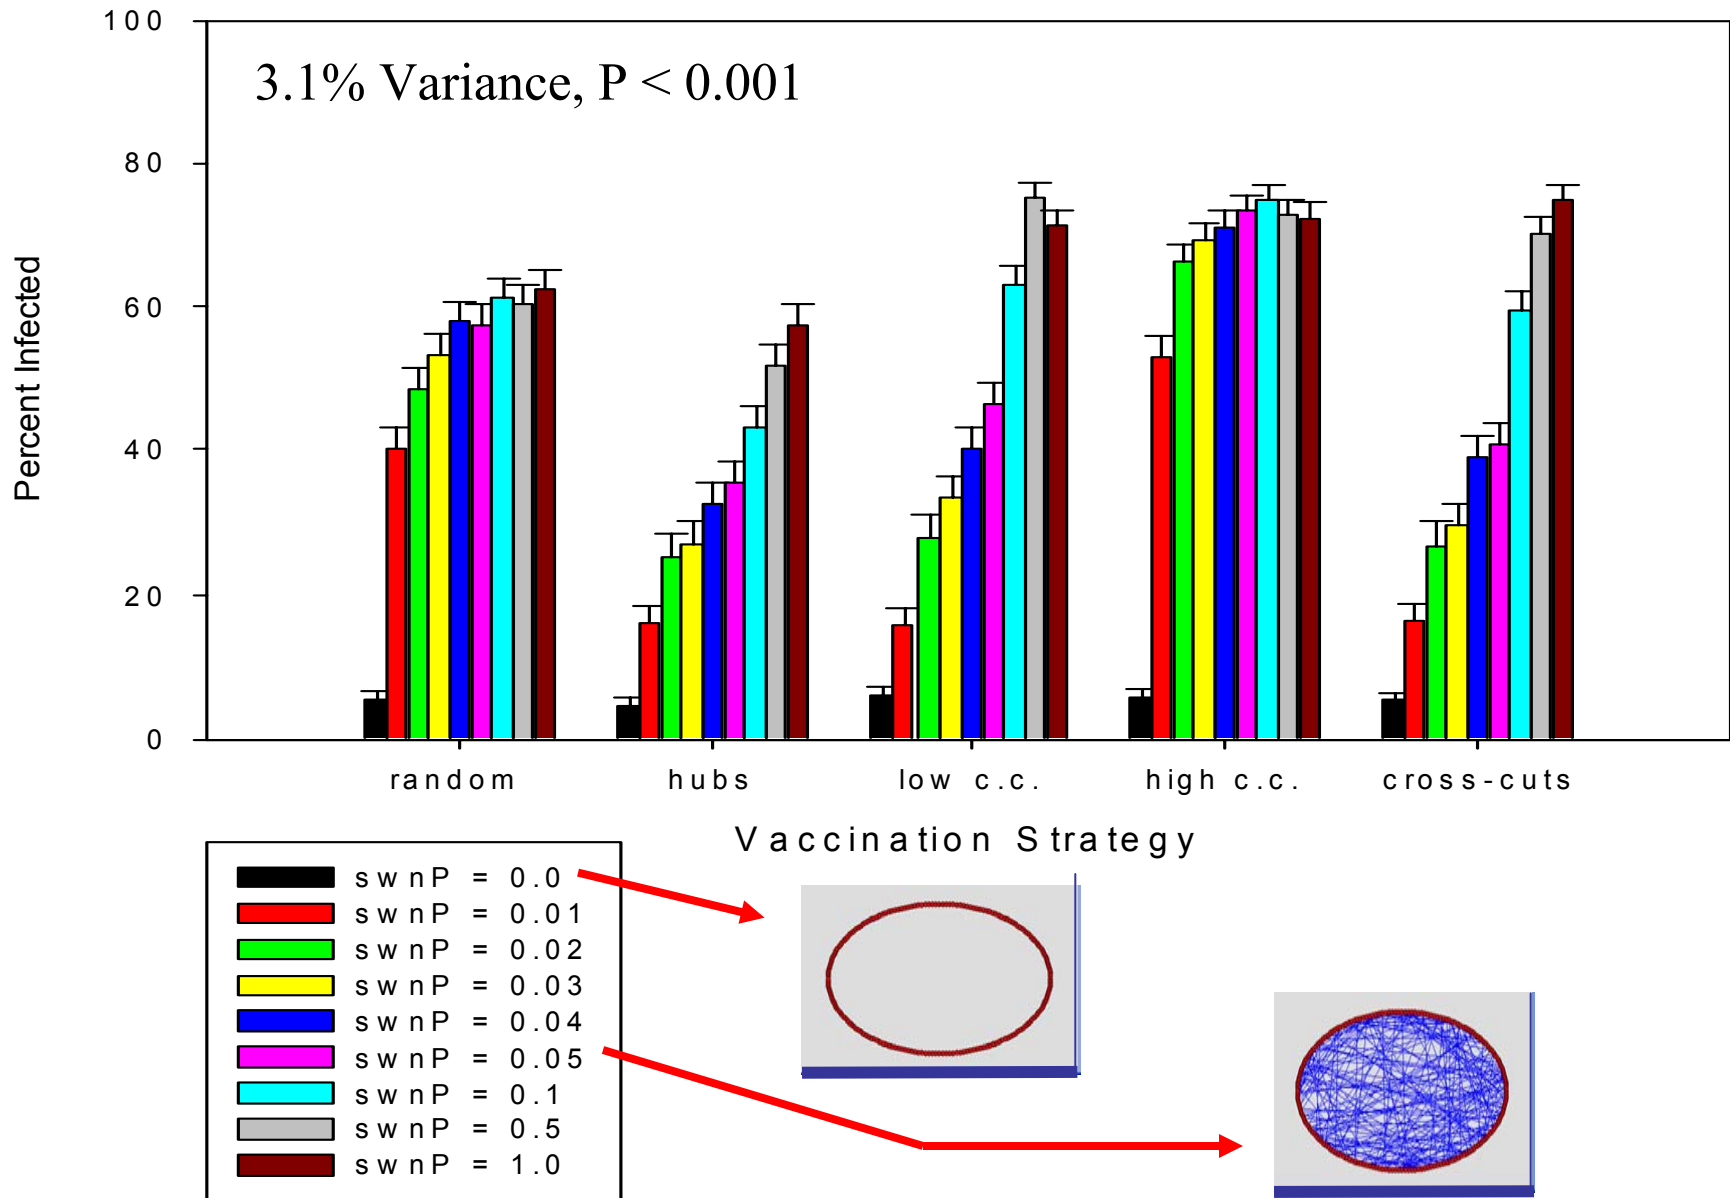 100
3.1% Variance, P < 0.001
80
60
40
20
0
Percent Infected
random hubs low c.c. high c.c. cross-cuts
Vaccination Strategy
swnP = 0.0
swnP = 0.01
swnP = 0.02
swnP = 0.03
swnP = 0.04
swnP = 0.05
swnP = 0.1
swnP = 0.5
swnP = 1.0